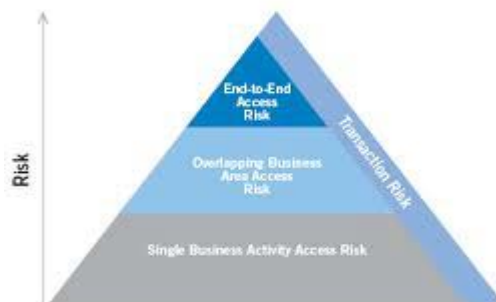 End-to-End
Access
Risk
Transaction Risk
Overlapping Business
Area Access
Risk
Single Business Activity Access Risk
Risk